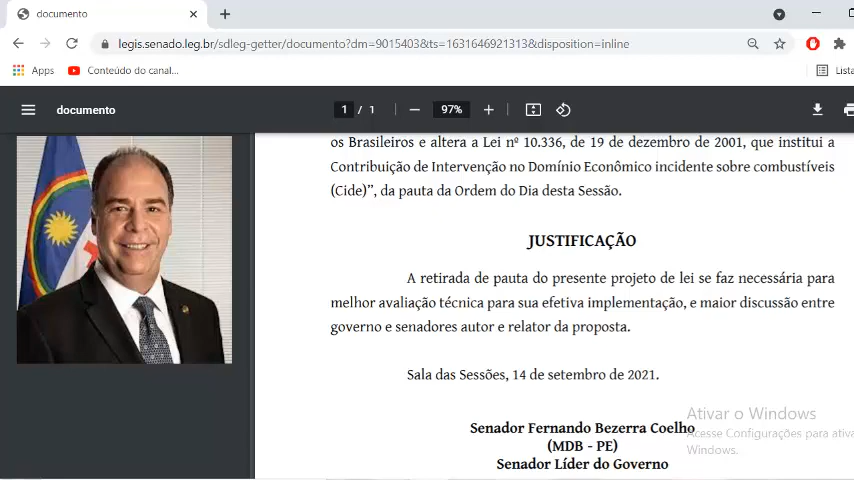 documento
legis.senado.leg.br/sdleg-getter/documento?dm=9015403&ts=1631646921313&disposition=inline
Apps
Conteúdo do canal...
Lista
documento
1 / 1
97%
os Brasileiros e altera a Lei nº 10.336, de 19 de dezembro de 2001, que institui a
Contribuição de Intervenção no Domínio Econômico incidente sobre combustíveis
(Cide)”, da pauta da Ordem do Dia desta Sessão.
JUSTIFICAÇÃO
A retirada de pauta do presente projeto de lei se faz necessária para
melhor avaliação técnica para sua efetiva implementação, e maior discussão entre
governo e senadores autor e relator da proposta.
Sala das Sessões, 14 de setembro de 2021.
Ativar o Windows
Senador Fernando Bezerra Coelho
Acesse Configurações para ativa
(MDB - PE)
Windows.
Senador Líder do Governo